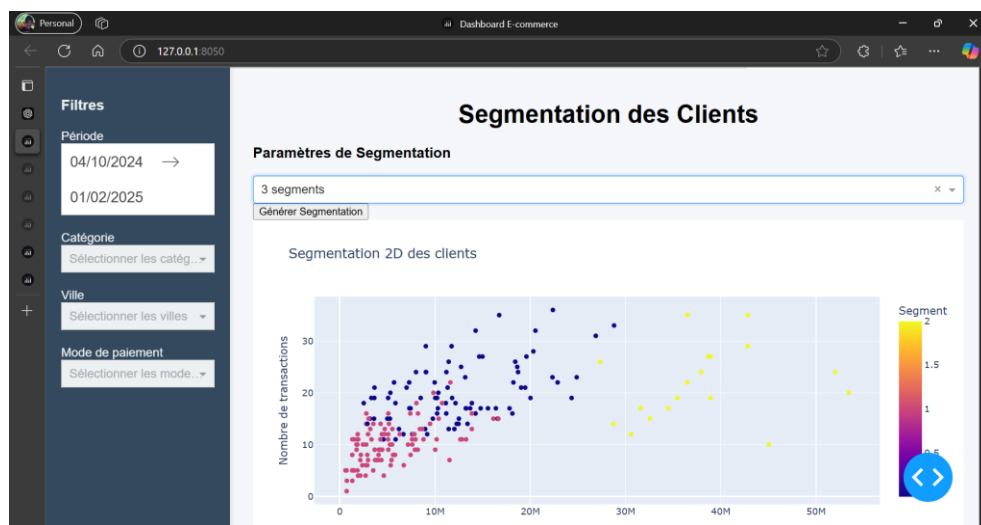 Personal
Dashboard E-commerce
127.0.0.1:8050
Filtres
Période
04/10/2024 →
01/02/2025
Catégorie
Sélectionner les catég...
Ville
Sélectionner les villes
Mode de paiement
Sélectionner les mode...
Segmentation des Clients
Paramètres de Segmentation
3 segments
Générer Segmentation
Segmentation 2D des clients
Nombre de transactions
30
20
10
0
0 10M 20M 30M 40M 50M
Segment
2
1.5
1